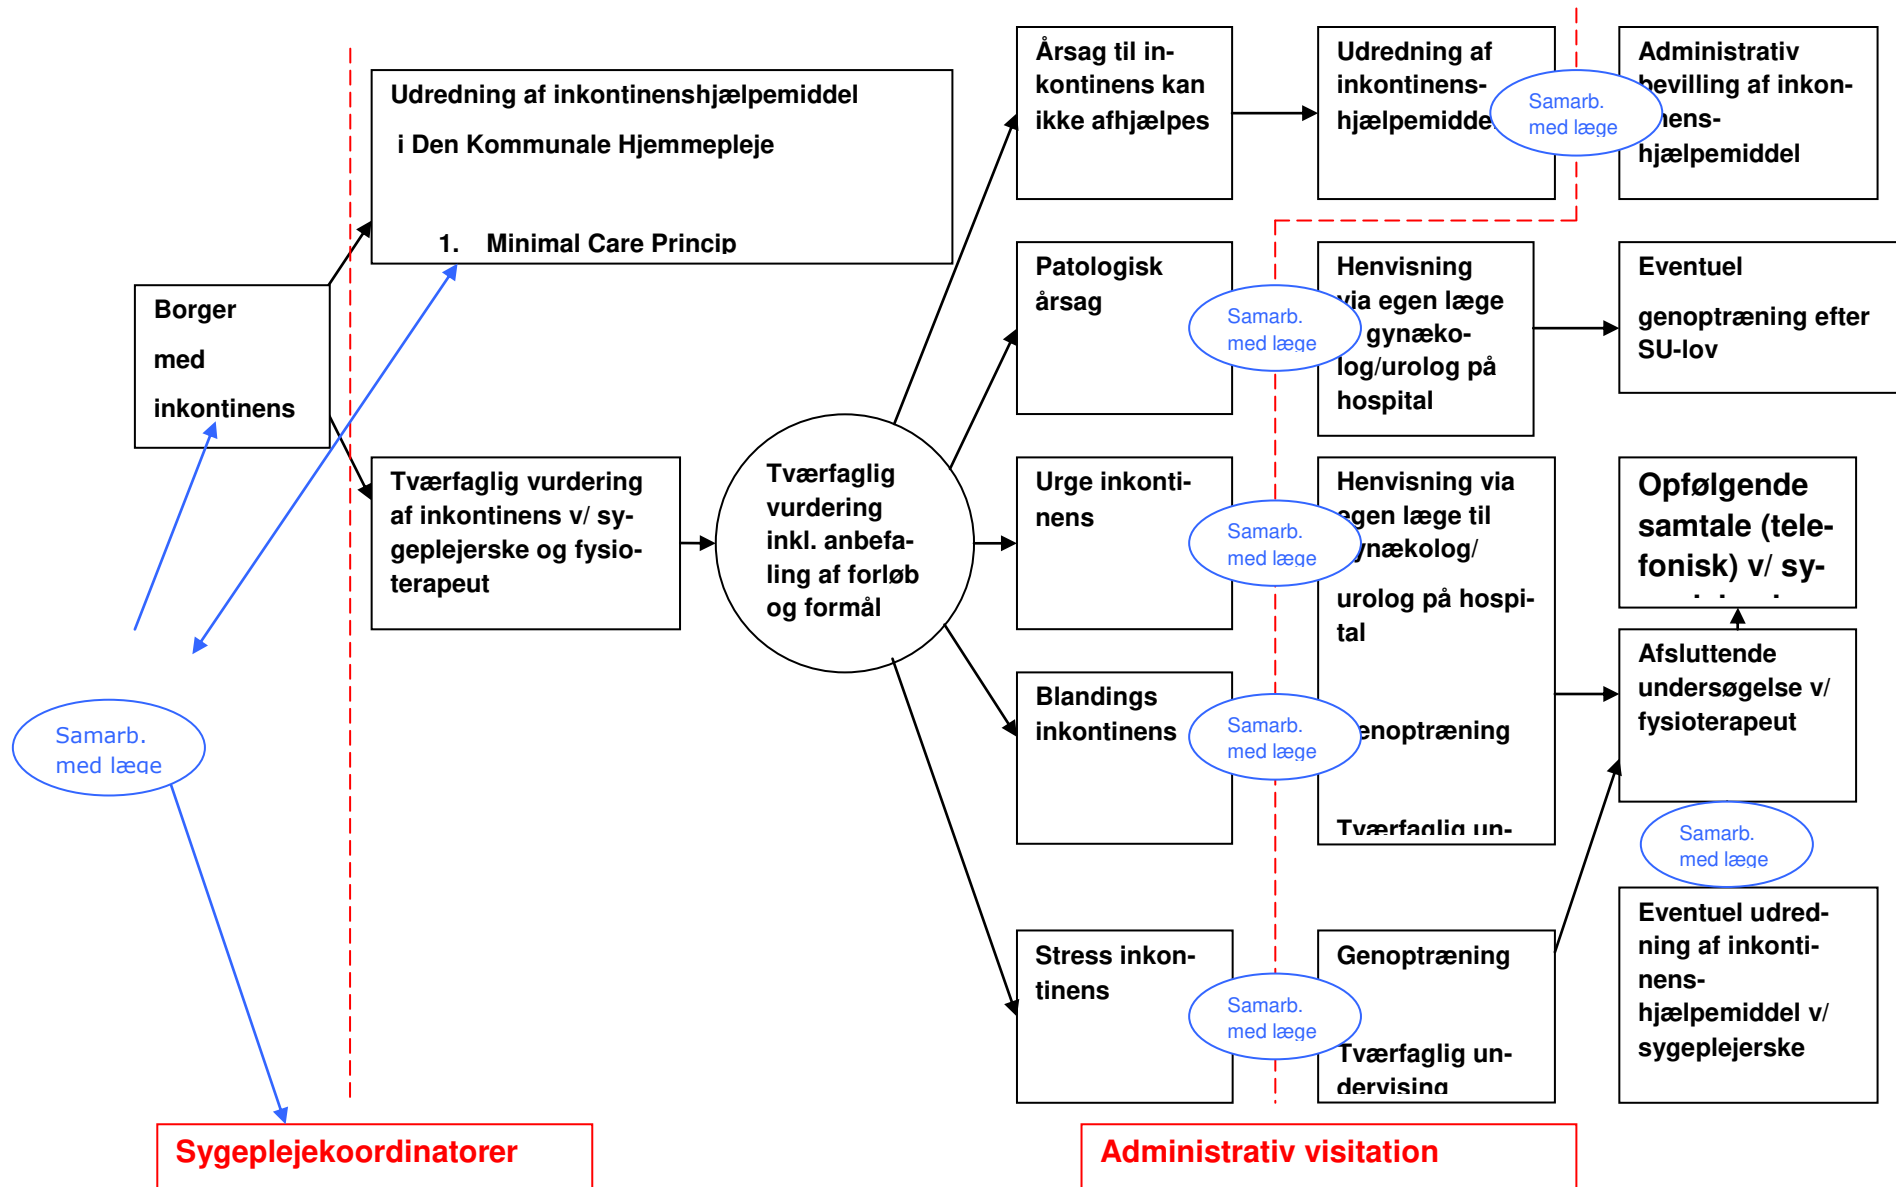 Udredning af inkontinenshjælpemiddel
i Den Kommunale Hjemmepleje
1. Minimal Care Princip
Borger
med
inkontinens
Tværfaglig vurdering
af inkontinens v/ sy-
geplejerske og fysio-
terapeut
Tværfaglig
vurdering
inkl. anbefa-
ling af forløb
og formål
Årsag til in-
kontinens kan
ikke afhjælpes
Udredning af
inkontinens-
Samarb.
med læge
Administrativ
bevilling af inkon-
hjælpemiddel
Patologisk
årsag
Samarb.
med læge
Henvisning
via egen læge
gynæko-
log/urolog på
hospital
Eventuel
genoptræning efter
SU-lov
Urge inkonti-
nens
Samarb.
med læge
Henvisning via
egen læge til
gynækolog/
urolog på hospi-
tal
Genoptræning
Tværfaglig un-
Opfølgende
samtale (tele-
fonisk) v/ sy-
Blandings
inkontinens
Samarb.
med læge
Afsluttende
undersøgelse v/
fysioterapeut
Samarb.
med læge
Samarb.
med læge
Stress inkon-
tinens
Samarb.
med læge
Genoptræning
Tværfaglig un-
dervising
Eventuel udred-
ning af inkonti-
nens-
hjælpemiddel v/
sygeplejerske
Sygeplejekoordinatorer
Administrativ visitation